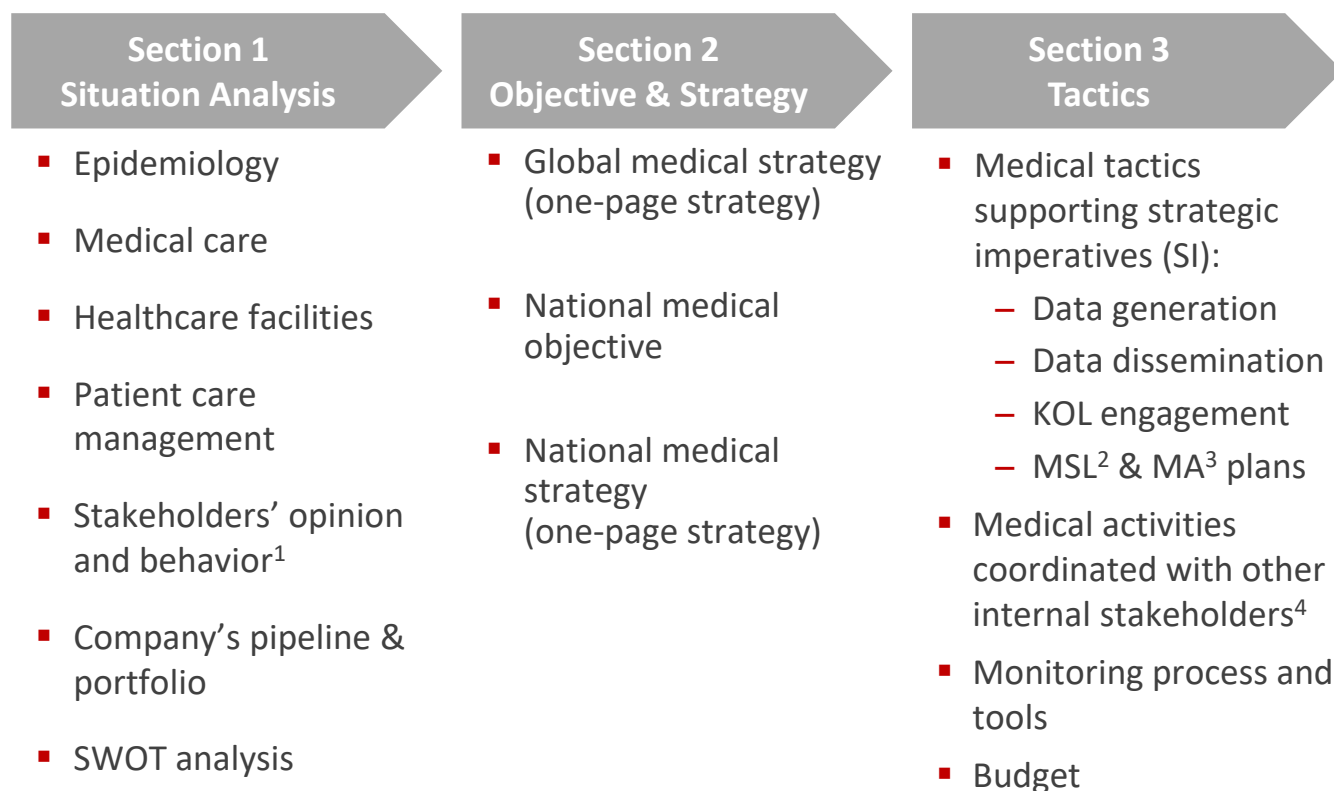 Section 1
Situation Analysis
▪ Epidemiology
▪ Medical care
▪ Healthcare facilities
▪ Patient care
management
▪ Stakeholders’ opinion
and behavior¹
▪ Company’s pipeline &
portfolio
▪ SWOT analysis
Section 2
Objective & Strategy
▪ Global medical strategy
(one-page strategy)
▪ National medical
objective
▪ National medical
strategy
(one-page strategy)
Section 3
Tactics
▪ Medical tactics
supporting strategic
imperatives (SI):
– Data generation
– Data dissemination
– KOL engagement
– MSL² & MA³ plans
▪ Medical activities
coordinated with other
internal stakeholders⁴
▪ Monitoring process and
tools
▪ Budget